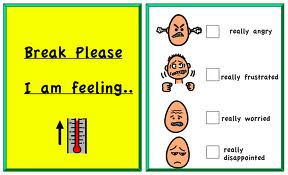 Break Please
I am feeling..
really angry
really frustrated
really worried
really
disappointed